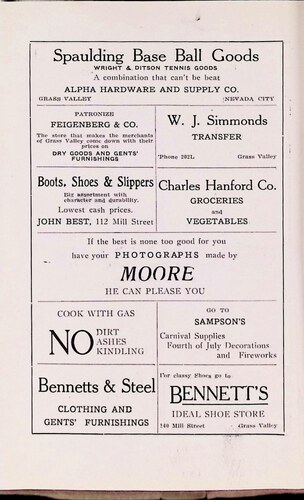 Spaulding Base Ball Goods
WRIGHT & DITSON TENNIS GOODS
A combination that can't be beat
ALPHA HARDWARE AND SUPPLY CO.
GRASS VALLEY NEVADA CITY
PATRONIZE
FEIGENBERG & CO.
The store that makes the merchants
of Grass Valley come down with their
prices on
DRY GOODS AND GENTS'
FURNISHINGS
W. J. Simmonds
TRANSFER
'Phone 202L Grass Valley
Boots, Shoes & Slippers
Big assortment with
character and durability.
Lowest cash prices.
JOHN BEST, 112 Mill Street
Charles Hanford Co.
GROCERIES
and
VEGETABLES
If the best is none too good for you
have your PHOTOGRAPHS made by
MOORE
HE CAN PLEASE YOU
COOK WITH GAS
NO DIRT
ASHES
KINDLING
GO TO
SAMPSON'S
Carnival Supplies
Fourth of July Decorations
and Fireworks
Bennetts & Steel
CLOTHING AND
GENTS' FURNISHINGS
For classy Shoes go to
BENNETT'S
IDEAL SHOE STORE
140 Mill Street Grass Valley